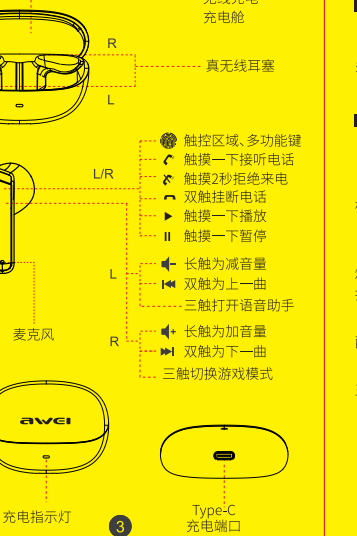 充电舱
R
真无线耳塞
L
触控区域、多功能键
触摸一下接听电话
L/R
触摸2秒拒绝来电
双触挂断电话
触摸一下播放
触摸一下暂停
长触为减音量
L
双触为上一曲
三触打开语音助手
麦克风
长触为加音量
R
双触为下一曲
三触切换游戏模式
awei
充电指示灯
Type-C
充电端口
3